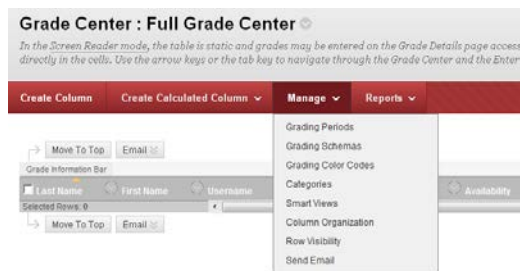 Grade Center : Full Grade Center
In the Screen Reader mode, the table is static and grades may be entered on the Grade Details page access
directly in the cells. Use the arrow keys or the tab key to navigate through the Grade Center and the Enter
Create Column Create Calculated Column Manage Reports
Grading Periods
Grading Schemas
Grading Color Codes
Categories
Smart Views
Column Organization
Row Visibility
Send Email
Move To Top Email
Grade Information Bar
Last Name First Name Username Availability
Selected Rows: 0
Move To Top Email